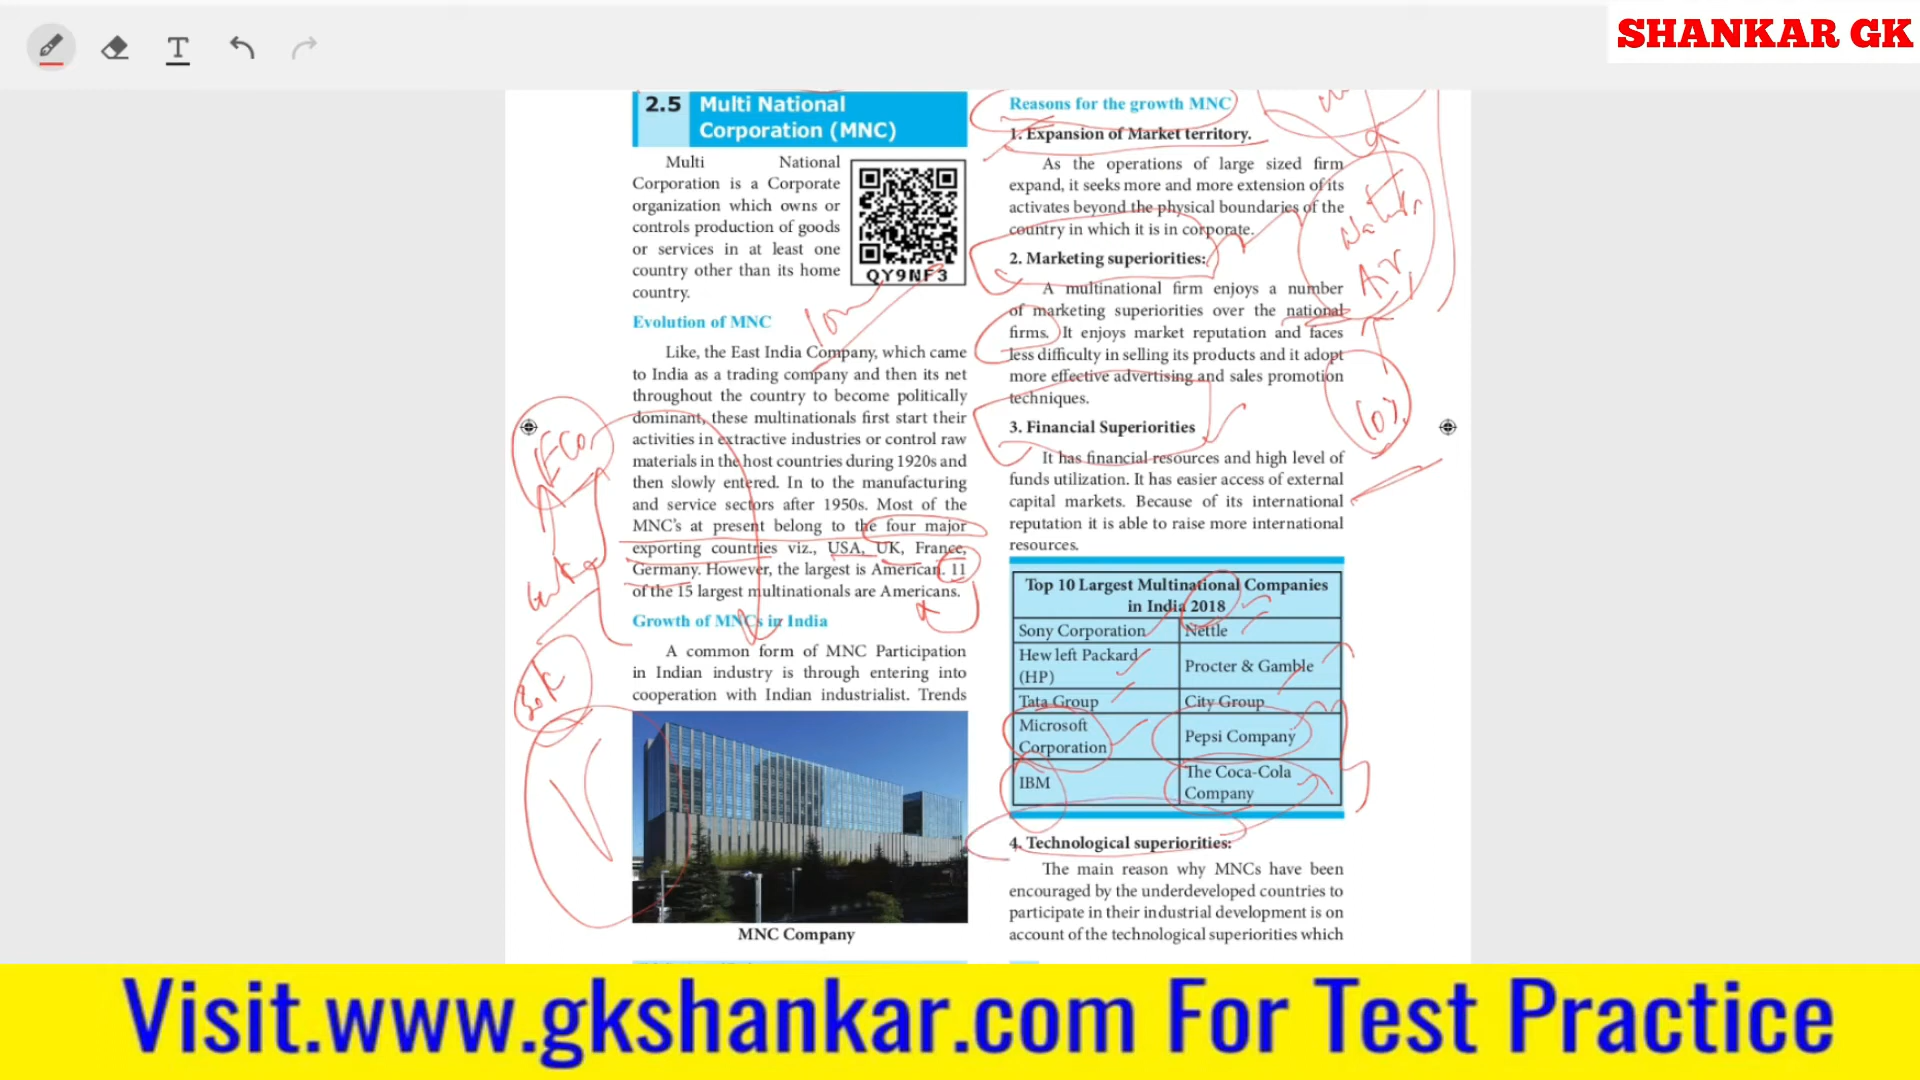 SHANKAR GK
2.5 Multi National
Corporation (MNC)
Multi National
Corporation is a Corporate
organization which owns or
controls production of goods
or services in at least one
country other than its home
country.
QY9NF3
Evolution of MNC
Like, the East India Company, which came
to India as a trading company and then its net
throughout the country to become politically
dominant, these multinationals first start their
activities in extractive industries or control raw
materials in the host countries during 1920s and
then slowly entered. In to the manufacturing
and service sectors after 1950s. Most of the
MNC's at present belong to the four major
exporting countries viz., USA, UK, France,
Germany. However, the largest is American. 11
of the 15 largest multinationals are Americans.
Growth of MNCs in India
A common form of MNC Participation
in Indian industry is through entering into
cooperation with Indian industrialist. Trends
MNC Company
Reasons for the growth MNC
1. Expansion of Market territory.
As the operations of large sized firm
expand, it seeks more and more extension of its
activates beyond the physical boundaries of the
country in which it is in corporate.
2. Marketing superiorities:
A multinational firm enjoys a number
of marketing superiorities over the national
firms. It enjoys market reputation and faces
less difficulty in selling its products and it adopt
more effective advertising and sales promotion
techniques.
3. Financial Superiorities
It has financial resources and high level of
funds utilization. It has easier access of external
capital markets. Because of its international
reputation it is able to raise more international
resources.
Top 10 Largest Multinational Companies
in India 2018
Sony Corporation Nettle
Hew left Packard
(HP) Procter & Gamble
Tata Group City Group
Microsoft
Corporation Pepsi Company
IBM The Coca-Cola
Company
4. Technological superiorities:
The main reason why MNCs have been
encouraged by the underdeveloped countries to
participate in their industrial development is on
account of the technological superiorities which
Visit.www.gkshankar.com For Test Practice